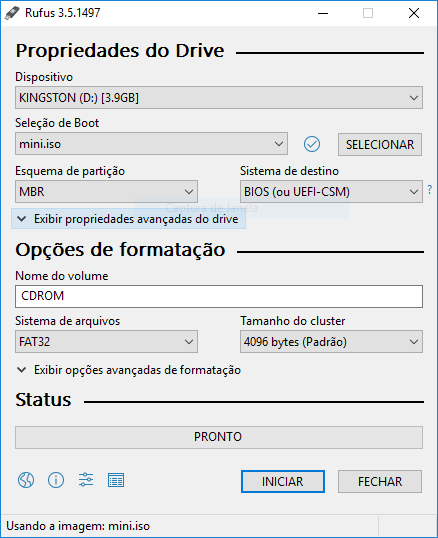 Rufus 3.5.1497
Propriedades do Drive
Dispositivo
KINGSTON (D:) [3.9GB]
Seleção de Boot
mini.iso
SELECIONAR
Esquema de partição
Sistema de destino
MBR
BIOS (ou UEFI-CSM)
?
Captura de Janela
Exibir propriedades avançadas do drive
Opções de formatação
Nome do volume
CDROM
Sistema de arquivos
Tamanho do cluster
FAT32
4096 bytes (Padrão)
Exibir opções avançadas de formatação
Status
PRONTO
INICIAR
FECHAR
Usando a imagem: mini.iso